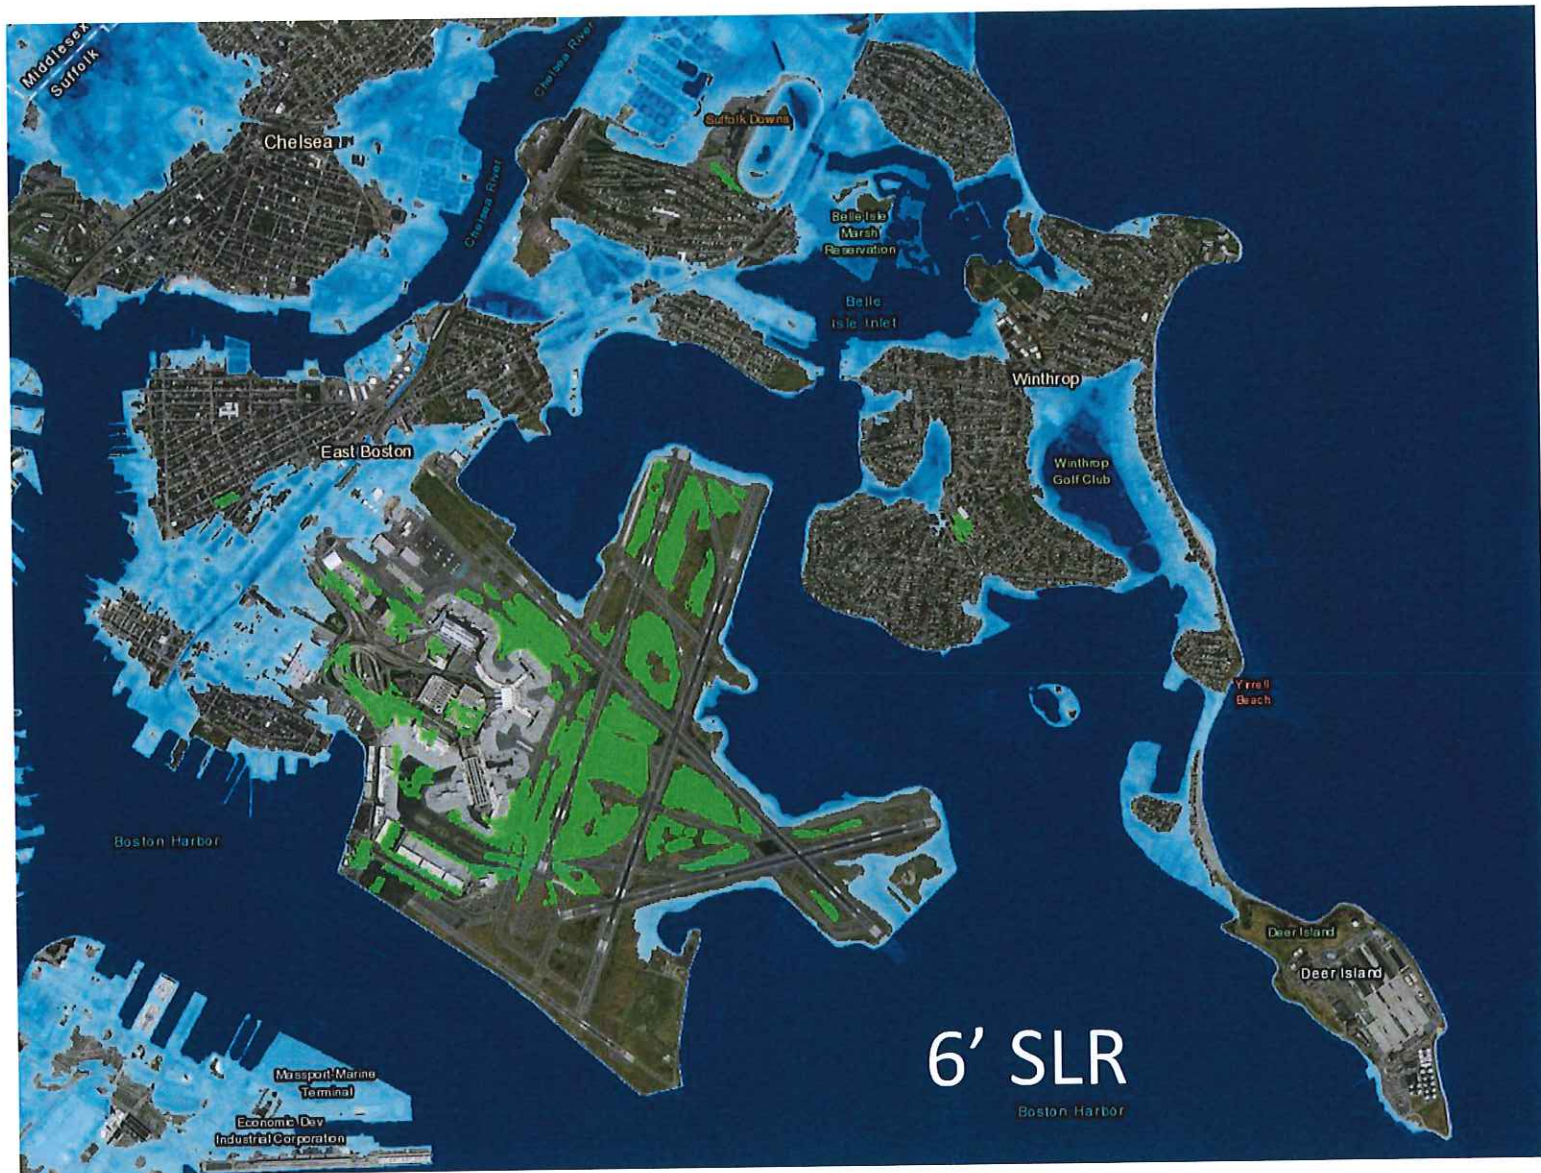 Middlesex
Suffolk
Chelsea River
Suffolk Downs
Chelsea
Chelsea River
Belle Isle
Marsh
Reservation
Belle
Isle Inlet
Winthrop
East Boston
Winthrop
Golf Club
Yirrell
Beach
Boston Harbor
Deer Island
Deer Island
6’ SLR
Massport-Marine
Terminal
Boston Harbor
Economic Dev
Industrial Corporation